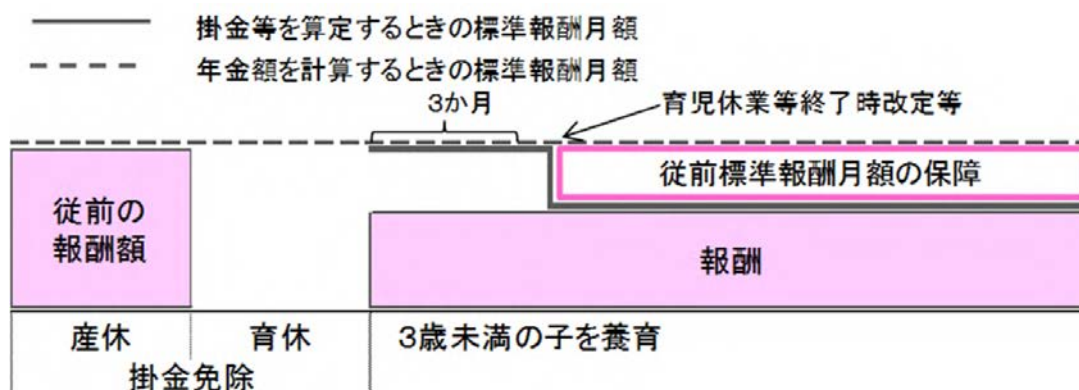 掛金等を算定するときの標準報酬月額
年金額を計算するときの標準報酬月額
3か月
育児休業等終了時改定等
従前標準報酬月額の保障
従前の
報酬額
報酬
産休
育休
3歳未満の子を養育
掛金免除